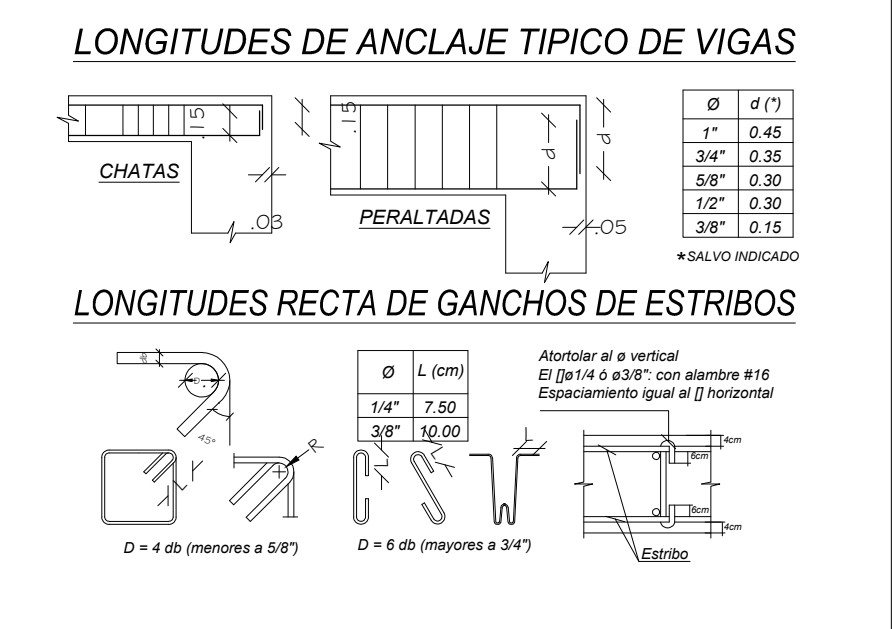 LONGITUDES DE ANCLAJE TIPICO DE VIGAS
.15
CHATAS
.03
.15
d
d
PERALTADAS
.05
Ø d (*)
1" 0.45
3/4" 0.35
5/8" 0.30
1/2" 0.30
3/8" 0.15
*SALVO INDICADO
LONGITUDES RECTA DE GANCHOS DE ESTRIBOS
db
D
45°
L
R
D = 4 db (menores a 5/8")
Ø L (cm)
1/4" 7.50
3/8" 10.00
L
L
L
D = 6 db (mayores a 3/4")
Atortolar al ø vertical
El []ø1/4 ó ø3/8": con alambre #16
Espaciamiento igual al [] horizontal
4cm
6cm
6cm
4cm
Estribo